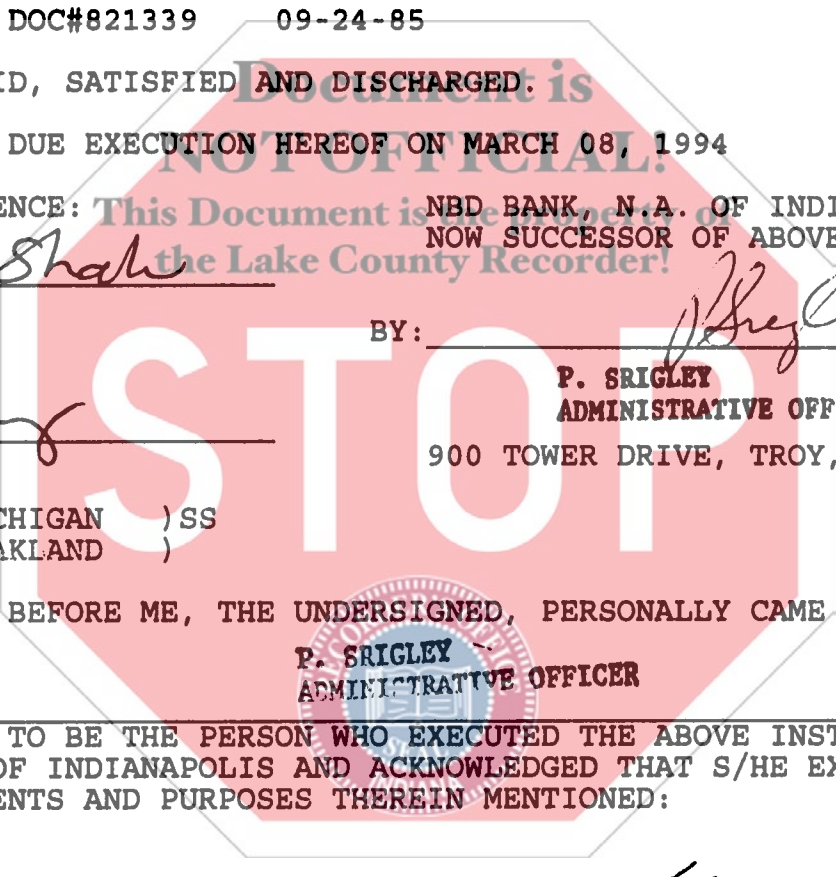 DOC#821339 09-24-85
ID, SATISFIED AND DISCHARGED.
Document is
DUE EXECUTION HEREOF ON MARCH 08, 1994
NOT OFFICIAL!
ENCE:
This Document is the property of
the Lake County Recorder!
NBD BANK, N.A. OF INDI
NOW SUCCESSOR OF ABOVE
Shah
BY:
STOP
P. SRIGLEY
ADMINISTRATIVE OFF
900 TOWER DRIVE, TROY,
CHIGAN )SS
AKLAND )
BEFORE ME, THE UNDERSIGNED, PERSONALLY CAME
P. SRIGLEY
ADMINISTRATIVE OFFICER
RECORDER'S OFFICE
SEAL
INDIANA
TO BE THE PERSON WHO EXECUTED THE ABOVE INST
OF INDIANAPOLIS AND ACKNOWLEDGED THAT S/HE EX
ENTS AND PURPOSES THEREIN MENTIONED: